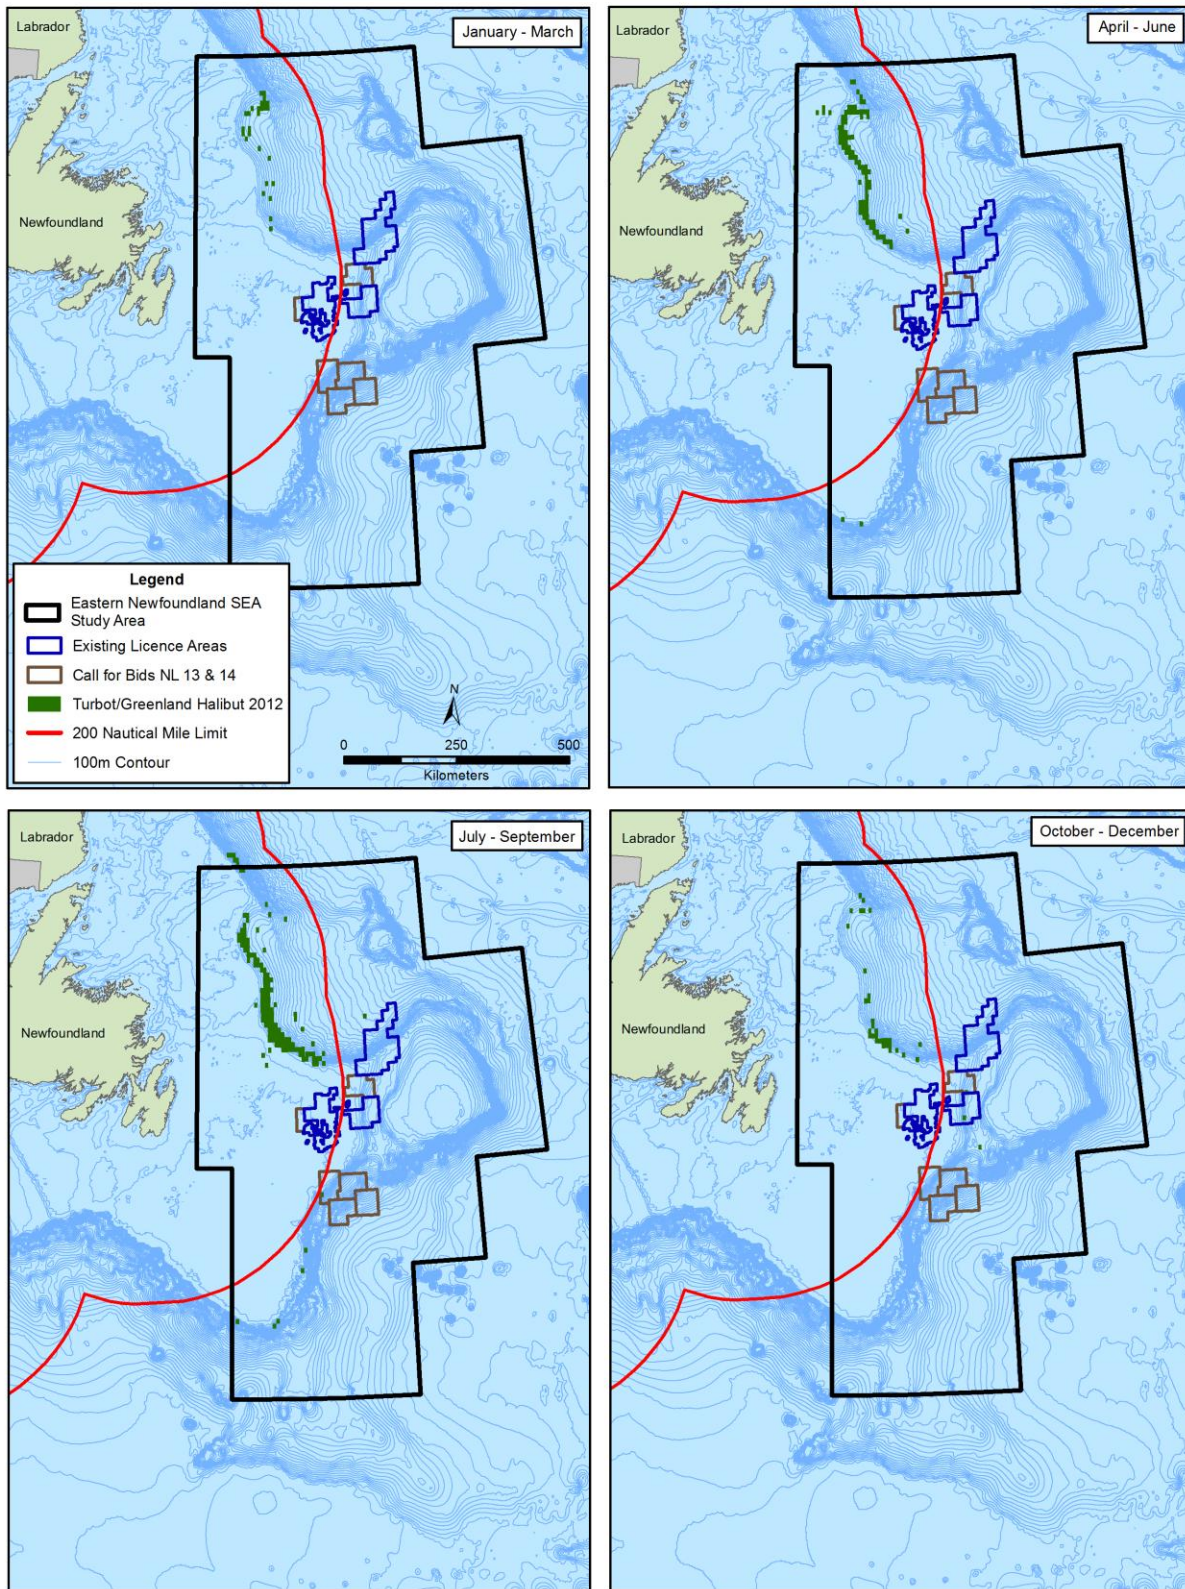 Labrador
January - March
Newfoundland
Legend
Eastern Newfoundland SEA
Study Area
Existing Licence Areas
Call for Bids NL 13 & 14
Turbot/Greenland Halibut 2012
200 Nautical Mile Limit
100m Contour
N
0 250 500
Kilometers
Labrador
April - June
Newfoundland
Labrador
July - September
Newfoundland
Labrador
October - December
Newfoundland